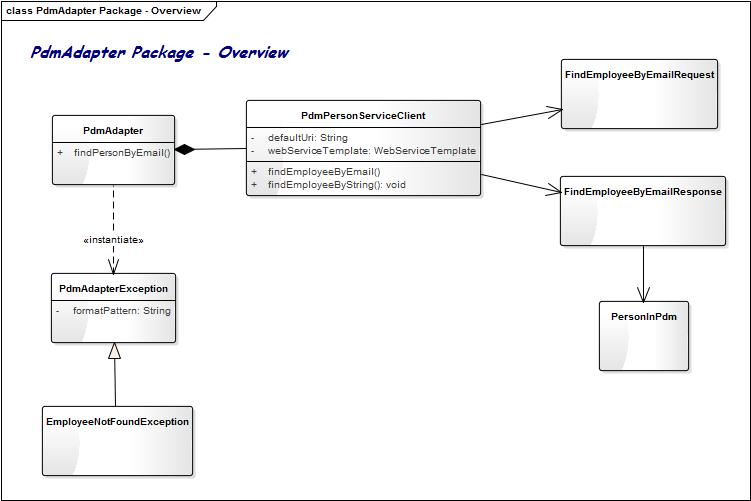 class PdmAdapter Package - Overview
PdmAdapter Package - Overview
PdmAdapter
+ findPersonByEmail()
PdmPersonServiceClient
- defaultUri: String
- webServiceTemplate: WebServiceTemplate
+ findEmployeeByEmail()
+ findEmployeeByString(): void
FindEmployeeByEmailRequest
FindEmployeeByEmailResponse
«instantiate»
PdmAdapterException
- formatPattern: String
PersonInPdm
EmployeeNotFoundException